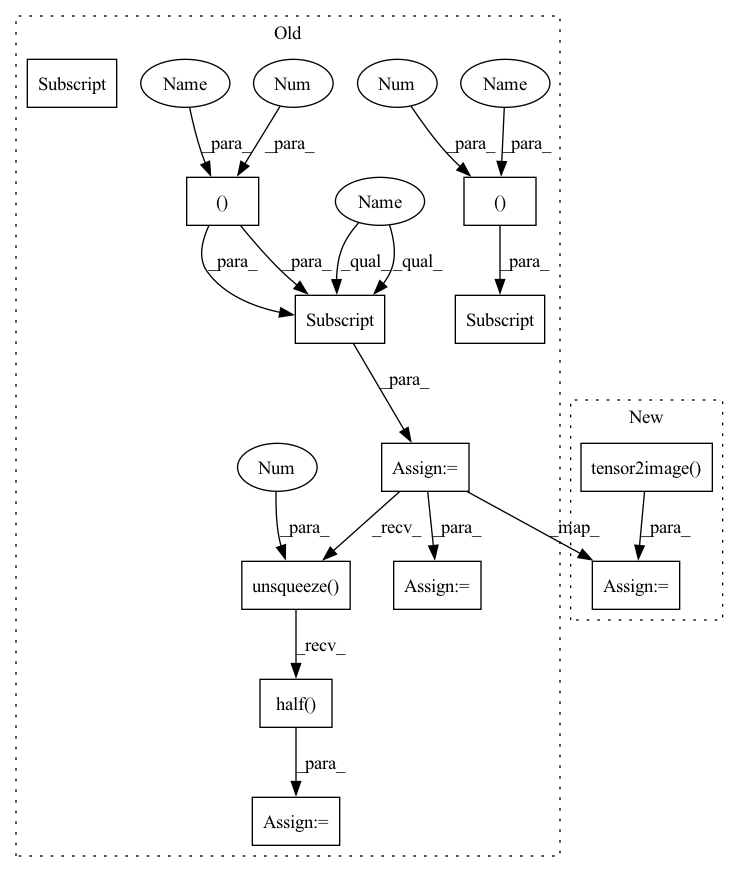 Old
Subscript
Name
Num
Num
Name
_para_
_para_
_para_
_para_
()
Name
()
_para_
_para_
_qual_
_qual_
_para_
Subscript
Subscript
_para_
New
Num
Assign:=
tensor2image()
_para_
_recv_
_para_
_map_
_para_
unsqueeze()
Assign:=
Assign:=
_recv_
half()
_para_
Assign:=